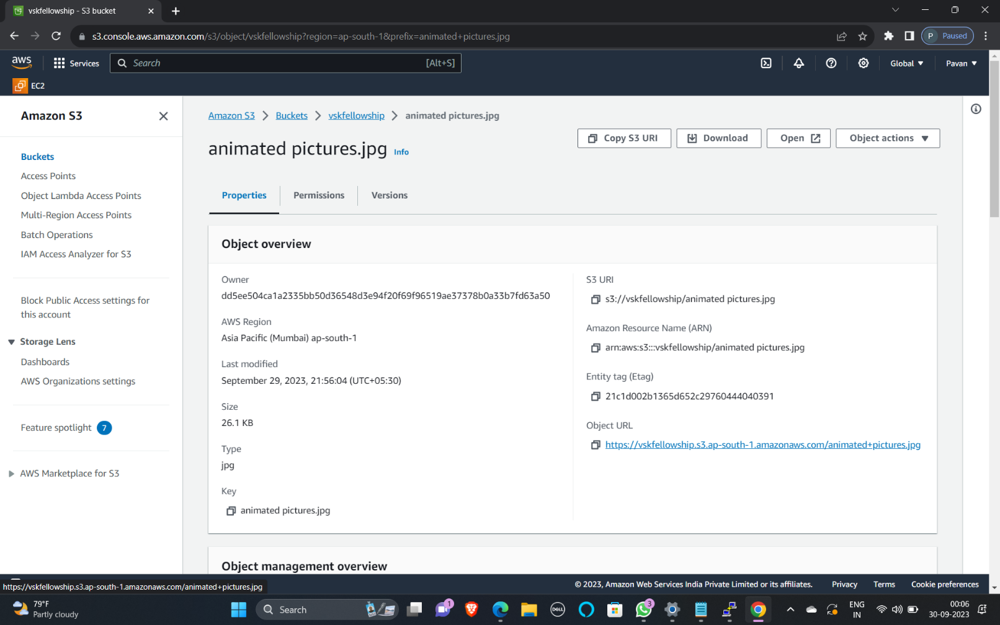 vskfellowship - S3 bucket
s3.console.aws.amazon.com/s3/object/vskfellowship?region=ap-south-1&prefix=animated+pictures.jpg
P Paused
aws
Services
Search
[Alt+S]
Global
Pavan
EC2
Amazon S3
Buckets
Access Points
Object Lambda Access Points
Multi-Region Access Points
Batch Operations
IAM Access Analyzer for S3
Block Public Access settings for
this account
Storage Lens
Dashboards
AWS Organizations settings
Feature spotlight 7
AWS Marketplace for S3
Amazon S3 > Buckets > vskfellowship > animated pictures.jpg
animated pictures.jpg Info
Copy S3 URI
Download
Open
Object actions
Properties
Permissions
Versions
Object overview
Owner
dd5ee504ca1a2335bb50d36548d3e94f20f69f96519ae37378b0a33b7fd63a50
AWS Region
Asia Pacific (Mumbai) ap-south-1
Last modified
September 29, 2023, 21:56:04 (UTC+05:30)
Size
26.1 KB
Type
jpg
Key
animated pictures.jpg
S3 URI
s3://vskfellowship/animated pictures.jpg
Amazon Resource Name (ARN)
arn:aws:s3:::vskfellowship/animated pictures.jpg
Entity tag (Etag)
21c1d002b1365d652c29760444040391
Object URL
https://vskfellowship.s3.ap-south-1.amazonaws.com/animated+pictures.jpg
Object management overview
https://vskfellowship.s3.ap-south-1.amazonaws.com/animated+pictures.jpg
© 2023, Amazon Web Services India Private Limited or its affiliates.
Privacy
Terms
Cookie preferences
79°F
Partly cloudy
Search
1
DELL
3
ENG
IN
00:06
30-09-2023